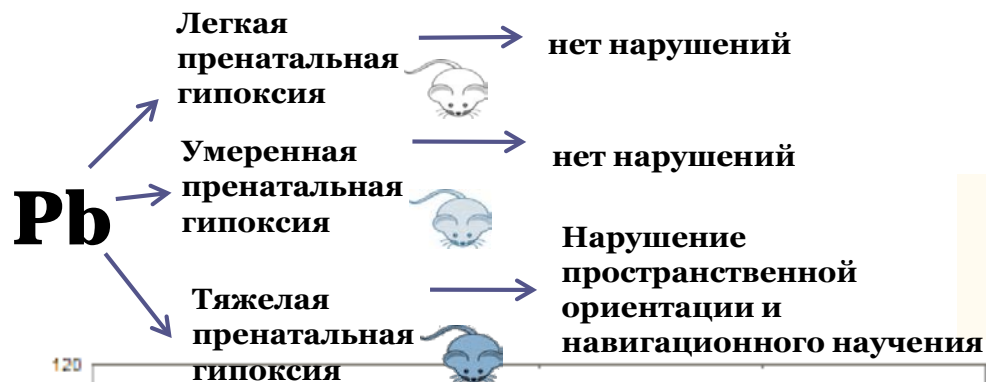 Легкая
пренатальная
гипоксия
нет нарушений
Умеренная
пренатальная
гипоксия
нет нарушений
Pb
Тяжелая
пренатальная
гипоксия
Нарушение
пространственной
ориентации и
навигационного научения
120